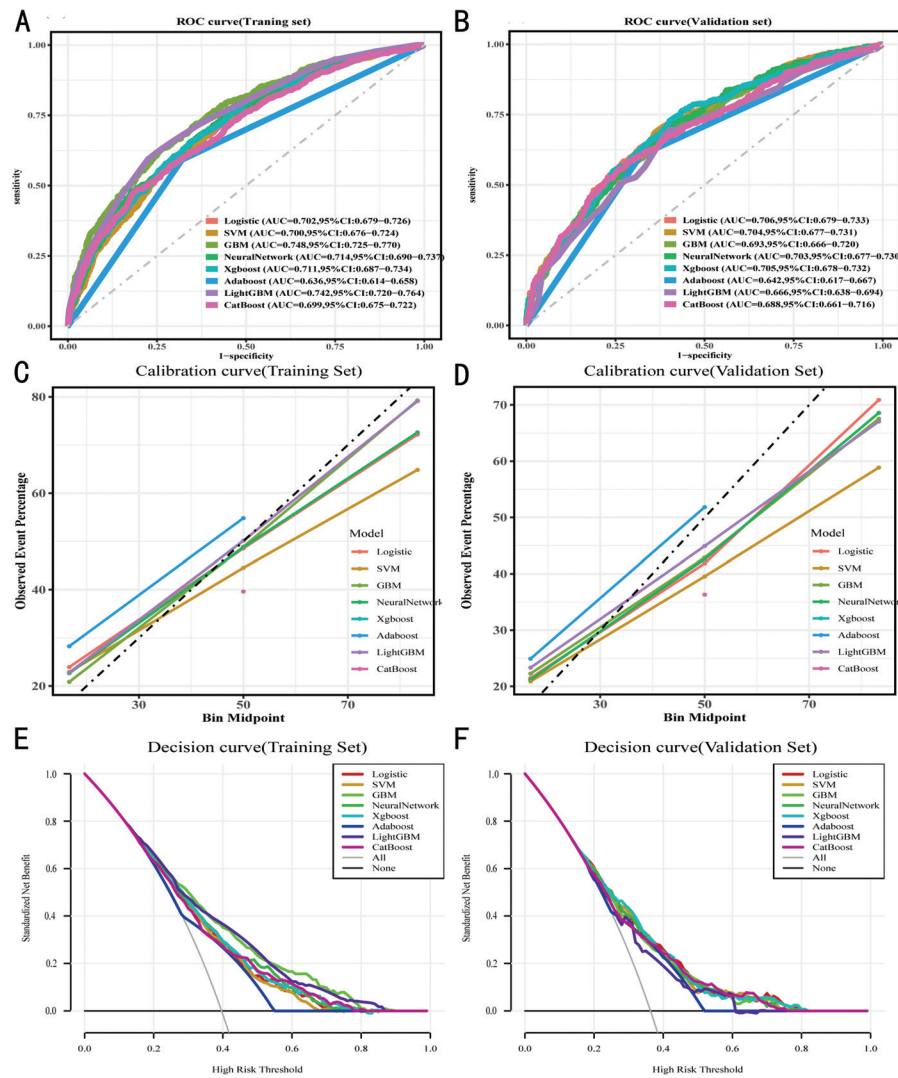 A
ROC curve(Traning set)
1.00
0.75
0.50
0.25
0.00
sensitivity
Logistic (AUC=0.702,95%CI:0.679−0.726)
SVM (AUC=0.700,95%CI:0.676−0.724)
GBM (AUC=0.748,95%CI:0.725−0.770)
NeuralNetwork (AUC=0.714,95%CI:0.690−0.737)
Xgboost (AUC=0.711,95%CI:0.687−0.734)
Adaboost (AUC=0.636,95%CI:0.614−0.658)
LightGBM (AUC=0.742,95%CI:0.720−0.764)
CatBoost (AUC=0.699,95%CI:0.675−0.722)
0.00 0.25 0.50 0.75 1.00
1−specificity
B
ROC curve(Validation set)
1.00
0.75
0.50
0.25
0.00
sensitivity
Logistic (AUC=0.706,95%CI:0.679−0.733)
SVM (AUC=0.704,95%CI:0.677−0.731)
GBM (AUC=0.693,95%CI:0.666−0.720)
NeuralNetwork (AUC=0.703,95%CI:0.677−0.730
Xgboost (AUC=0.705,95%CI:0.678−0.732)
Adaboost (AUC=0.642,95%CI:0.617−0.667)
LightGBM (AUC=0.666,95%CI:0.638−0.694)
CatBoost (AUC=0.688,95%CI:0.661−0.716)
0.00 0.25 0.50 0.75 1.00
1−specificity
C
Calibration curve(Training Set)
80
60
40
20
Observed Event Percentage
Model
Logistic
SVM
GBM
NeuralNetwork
Xgboost
Adaboost
LightGBM
CatBoost
30 50 70
Bin Midpoint
D
Calibration curve(Validation Set)
70
60
50
40
30
20
Observed Event Percentage
Model
Logistic
SVM
GBM
NeuralNetwork
Xgboost
Adaboost
LightGBM
CatBoost
30 50 70
Bin Midpoint
E
Decision curve(Training Set)
1.0
0.8
0.6
0.4
0.2
0.0
Standardized Net Benefit
Logistic
SVM
GBM
NeuralNetwork
Xgboost
Adaboost
LightGBM
CatBoost
All
None
0.0 0.2 0.4 0.6 0.8 1.0
High Risk Threshold
F
Decision curve(Validation Set)
1.0
0.8
0.6
0.4
0.2
0.0
Standardized Net Benefit
Logistic
SVM
GBM
NeuralNetwork
Xgboost
Adaboost
LightGBM
CatBoost
All
None
0.0 0.2 0.4 0.6 0.8 1.0
High Risk Threshold